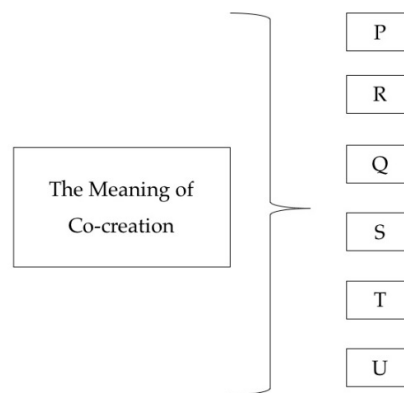 The Meaning of
Co-creation
P
R
Q
S
T
U